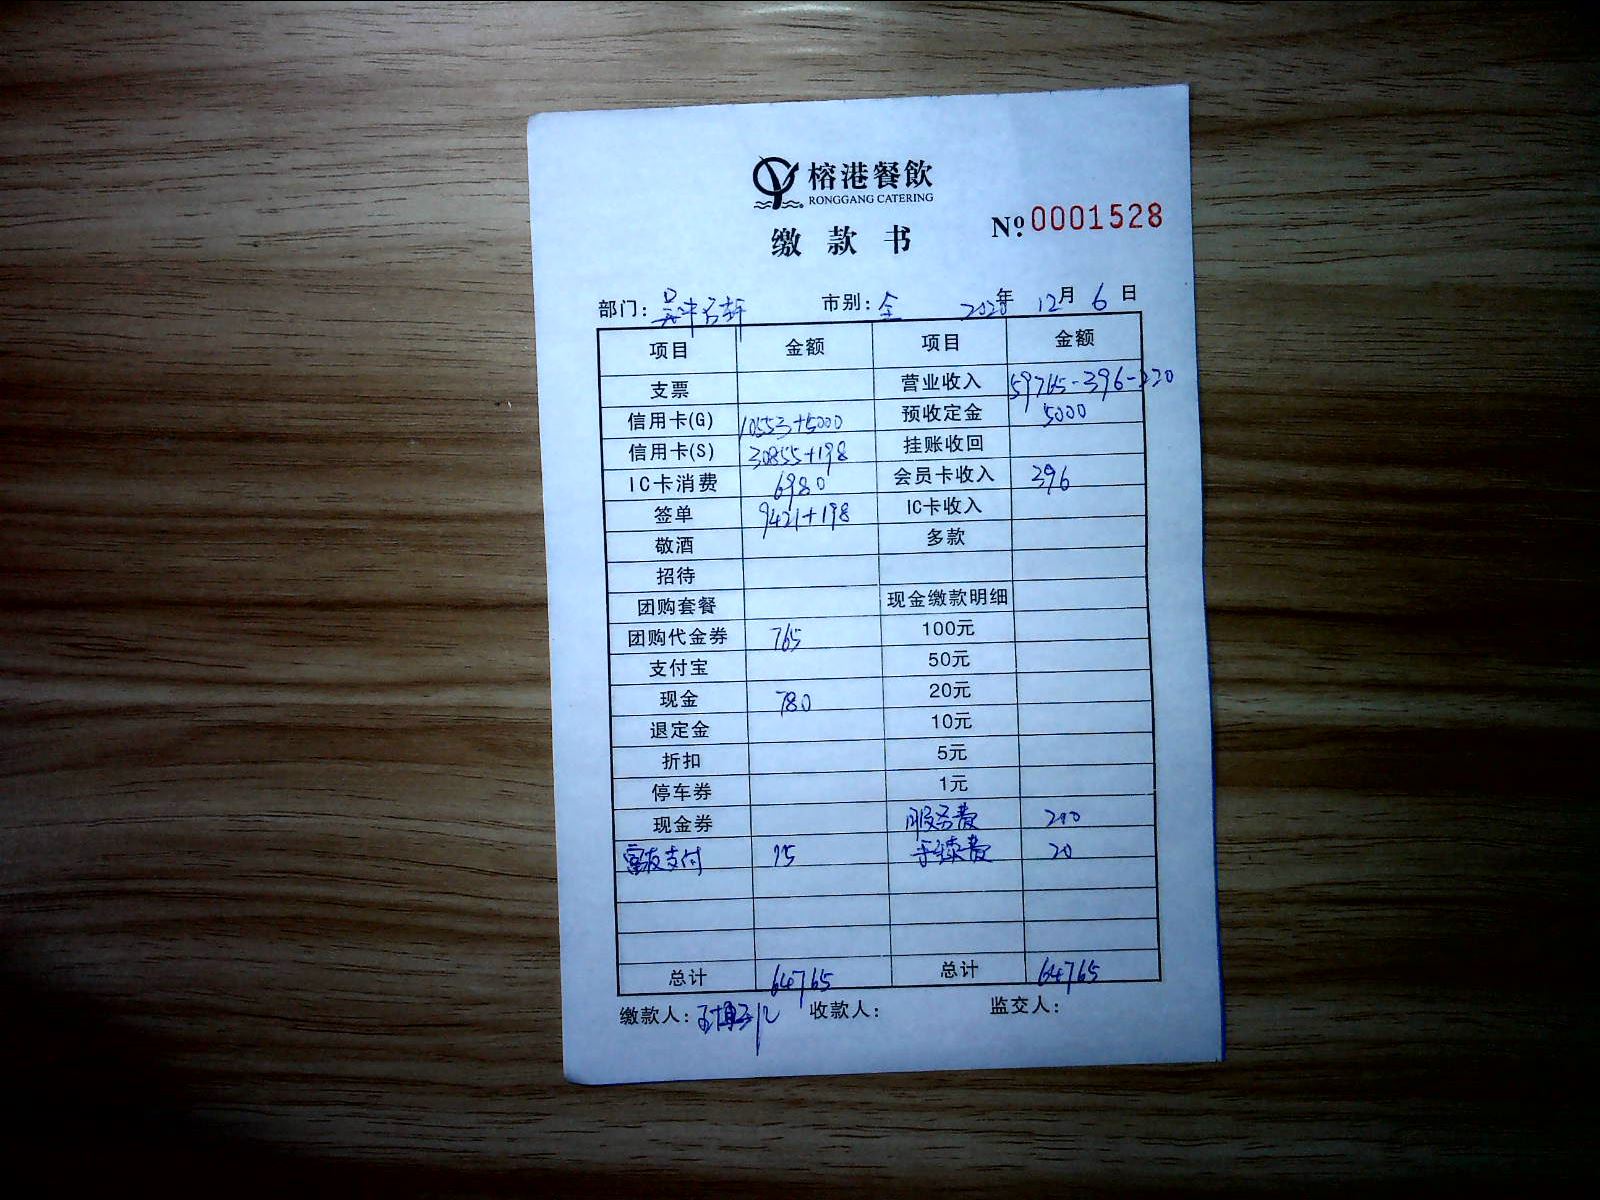 榕港餐飲
RONGGANG CATERING
缴款书
№ 0001528
部门: 市别: 全 年 12月 6日
项目 金额 项目 金额
支票 营业收入 59765-396-220
信用卡(G) 10553+5000 预收定金 5000
信用卡(S) 30855+198 挂账收回
IC卡消费 6980 会员卡收入 396
签单 9421+198 IC卡收入
敬酒 多款
招待
团购套餐 现金缴款明细
团购代金券 765 100元
支付宝 50元
现金 780 20元
退定金 10元
折扣 5元
停车券 1元
现金券 服务费 200
富友支付 15 手续费 20
总计 64765 总计 64765
缴款人: 收款人: 监交人: